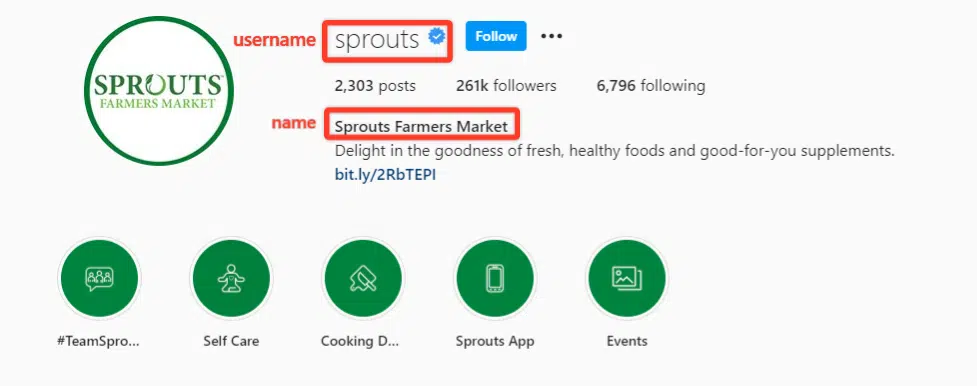 SPROUTS
FARMERS MARKET
username sprouts Follow •••
2,303 posts 261k followers 6,796 following
name Sprouts Farmers Market
Delight in the goodness of fresh, healthy foods and good-for-you supplements.
bit.ly/2RbTEPI
#TeamSpro... Self Care Cooking D... Sprouts App Events